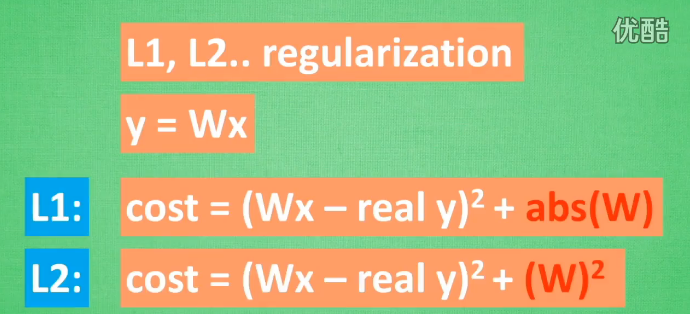 优酷
L1, L2.. regularization
y = Wx
L1: cost = (Wx – real y)² + abs(W)
L2: cost = (Wx – real y)² + (W)²